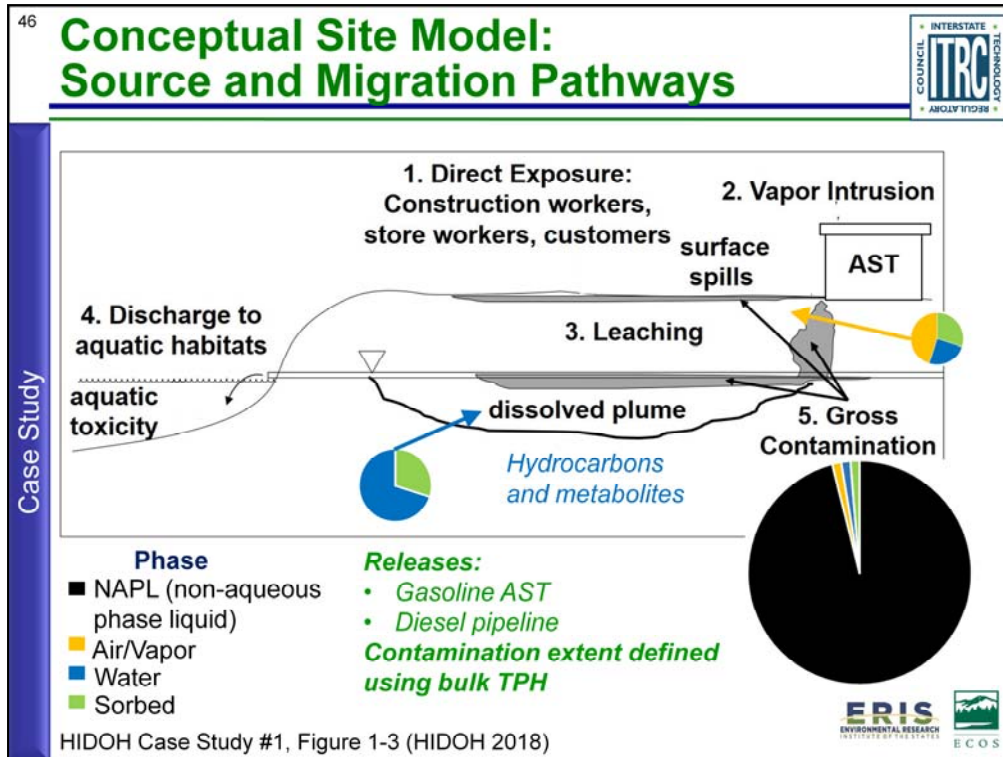 46
Conceptual Site Model:
Source and Migration Pathways
INTERSTATE
TECHNOLOGY
REGULATORY
COUNCIL
ITRC
Case Study
1. Direct Exposure:
Construction workers,
store workers, customers
2. Vapor Intrusion
surface
spills
AST
4. Discharge to
aquatic habitats
3. Leaching
aquatic
toxicity
dissolved plume
5. Gross
Contamination
Hydrocarbons
and metabolites
Phase
NAPL (non-aqueous
phase liquid)
Air/Vapor
Water
Sorbed
Releases:
• Gasoline AST
• Diesel pipeline
Contamination extent defined
using bulk TPH
HIDOH Case Study #1, Figure 1-3 (HIDOH 2018)
ERIS
ENVIRONMENTAL RESEARCH
INSTITUTE OF THE STATES
ECOS